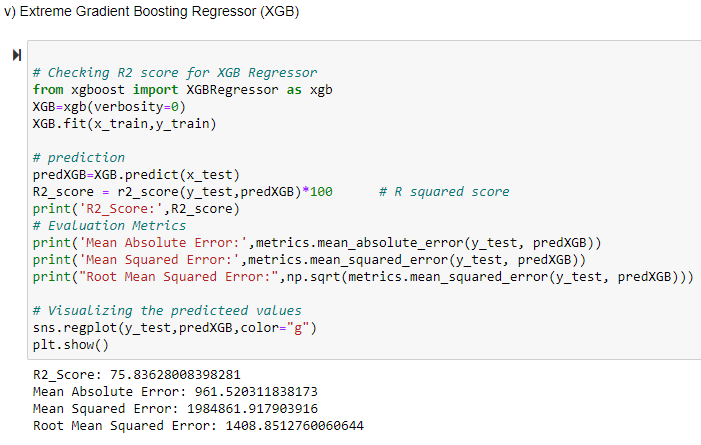 v) Extreme Gradient Boosting Regressor (XGB)
# Checking R2 score for XGB Regressor
from xgboost import XGBRegressor as xgb
XGB=xgb(verbosity=0)
XGB.fit(x_train,y_train)
# prediction
predXGB=XGB.predict(x_test)
R2_score = r2_score(y_test,predXGB)*100      # R squared score
print('R2_Score:',R2_score)
# Evaluation Metrics
print('Mean Absolute Error:',metrics.mean_absolute_error(y_test, predXGB))
print('Mean Squared Error:',metrics.mean_squared_error(y_test, predXGB))
print("Root Mean Squared Error:",np.sqrt(metrics.mean_squared_error(y_test, predXGB)))
# Visualizing the predicteed values
sns.regplot(y_test,predXGB,color="g")
plt.show()
R2_Score: 75.83628008398281
Mean Absolute Error: 961.520311838173
Mean Squared Error: 1984861.917903916
Root Mean Squared Error: 1408.8512760060644